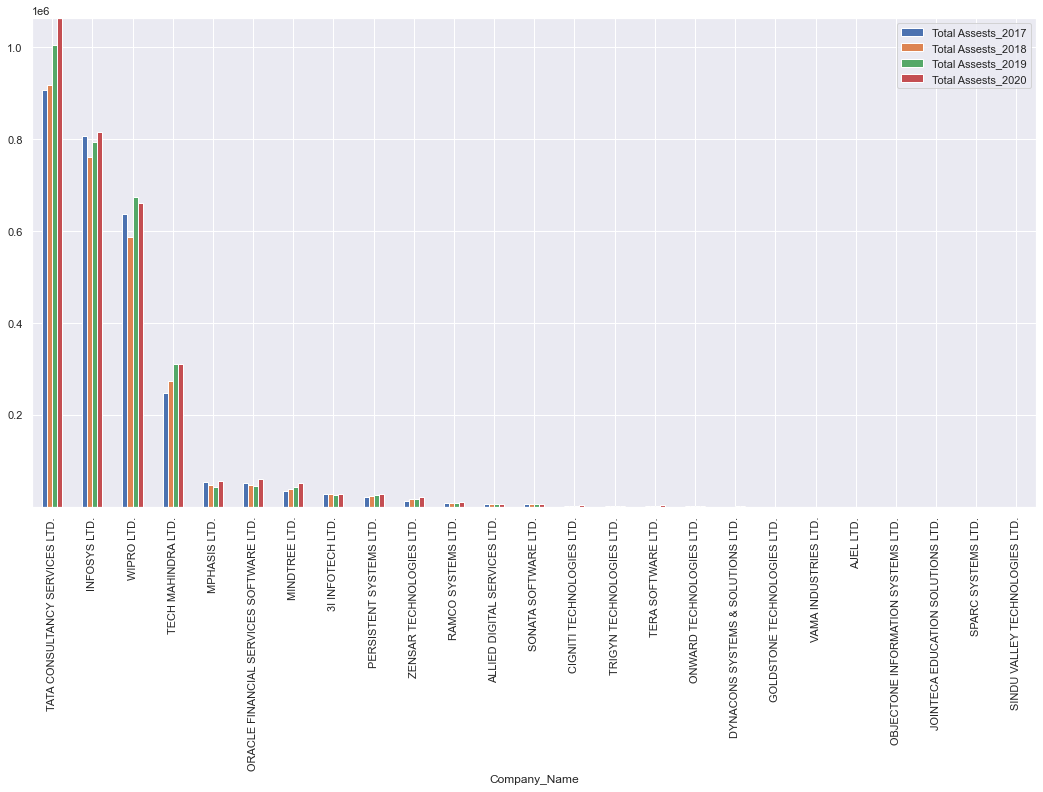 1e6
1.0
0.8
0.6
0.4
0.2
Total Assests_2017
Total Assests_2018
Total Assests_2019
Total Assests_2020
TATA CONSULTANCY SERVICES LTD.
INFOSYS LTD.
WIPRO LTD.
TECH MAHINDRA LTD.
MPHASIS LTD.
ORACLE FINANCIAL SERVICES SOFTWARE LTD.
MINDTREE LTD.
3I INFOTECH LTD.
PERSISTENT SYSTEMS LTD.
ZENSAR TECHNOLOGIES LTD.
RAMCO SYSTEMS LTD.
ALLIED DIGITAL SERVICES LTD.
SONATA SOFTWARE LTD.
CIGNITI TECHNOLOGIES LTD.
TRIGYN TECHNOLOGIES LTD.
TERA SOFTWARE LTD.
ONWARD TECHNOLOGIES LTD.
DYNACONS SYSTEMS & SOLUTIONS LTD.
GOLDSTONE TECHNOLOGIES LTD.
VAMA INDUSTRIES LTD.
AJEL LTD.
OBJECTONE INFORMATION SYSTEMS LTD.
JOINTECA EDUCATION SOLUTIONS LTD.
SPARC SYSTEMS LTD.
SINDU VALLEY TECHNOLOGIES LTD.
Company_Name